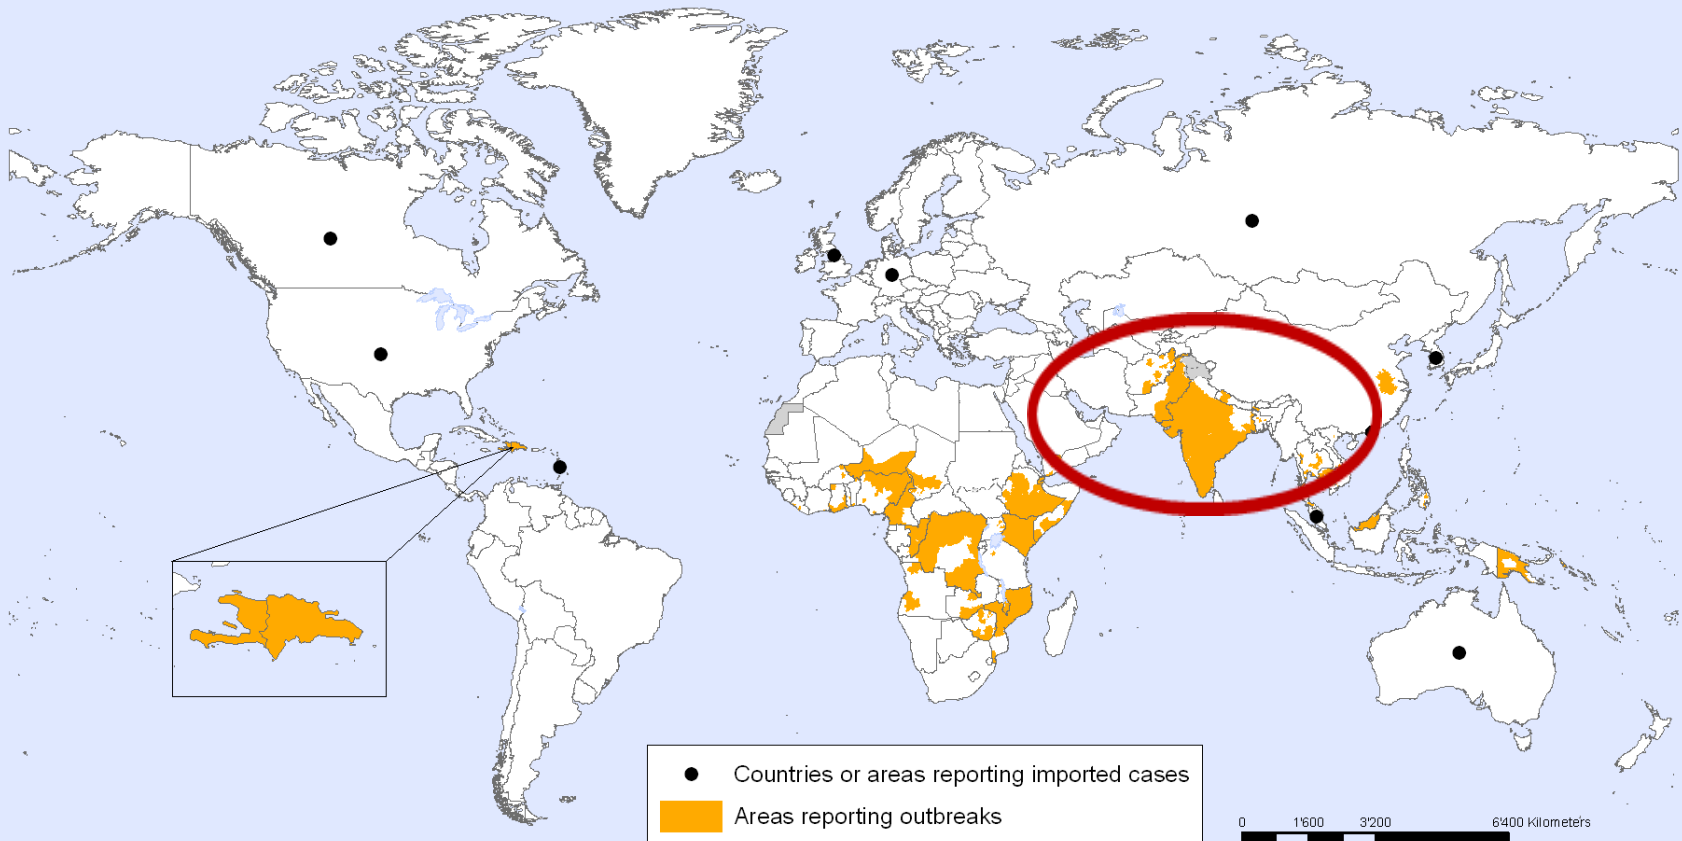 Countries or areas reporting imported cases
Areas reporting outbreaks
0 1'600 3'200 6'400 Kilometers